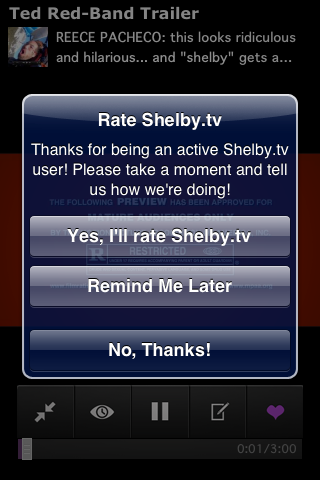 Ted Red-Band Trailer
REECE PACHECO: this looks ridiculous
and hilarious... and "shelby" gets a...
Rate Shelby.tv
Thanks for being an active Shelby.tv
user! Please take a moment and tell
us how we're doing!
THE FOLLOWING PREVIEW HAS BEEN APPROVED FOR
MATURE AUDIENCES ONLY
Yes, I'll rate Shelby.tv
R RESTRICTED
Remind Me Later
No, Thanks!
0:01/3:00